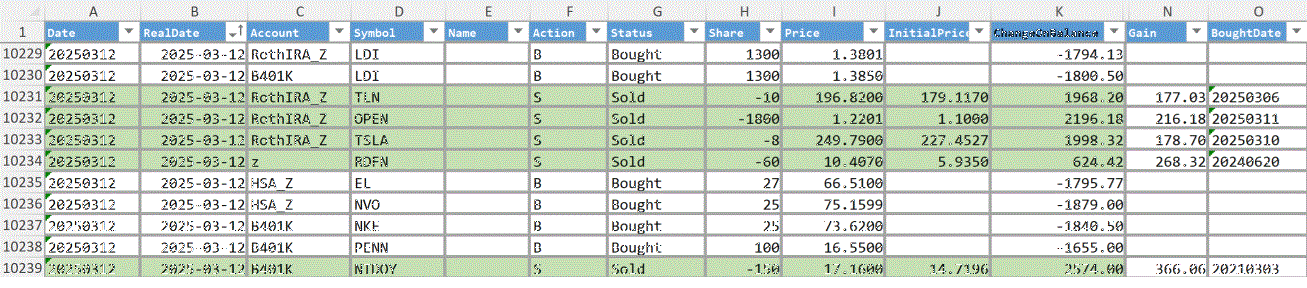 A B C D E F G H I J K N O
1 Date RealDate Account Symbol Name Action Status Share Price InitialPrice ChangeOnBalance Gain BoughtDate
10229 20250312 2025-03-12 RothIRA_Z LDI B Bought 1300 1.3801 -1794.13
10230 20250312 2025-03-12 B401K LDI B Bought 1300 1.3850 -1800.50
10231 20250312 2025-03-12 RothIRA_Z TLN S Sold -10 196.8200 179.1170 1968.20 177.03 20250306
10232 20250312 2025-03-12 RothIRA_Z OPEN S Sold -1800 1.2201 1.1000 2196.18 216.18 20250311
10233 20250312 2025-03-12 RothIRA_Z TSLA S Sold -8 249.7900 227.4527 1998.32 178.70 20250310
10234 20250312 2025-03-12 z RDFN S Sold -60 10.4070 5.9350 624.42 268.32 20240620
10235 20250312 2025-03-12 HSA_Z EL B Bought 27 66.5100 -1795.77
10236 20250312 2025-03-12 HSA_Z NVO B Bought 25 75.1599 -1879.00
10237 20250312 2025-03-12 B401K NKE B Bought 25 73.6200 -1840.50
10238 20250312 2025-03-12 B401K PENN B Bought 100 16.5500 -1655.00
10239 20250312 2025-03-12 B401K NTDOY S Sold -150 17.1600 14.7196 2574.00 366.06 20210303